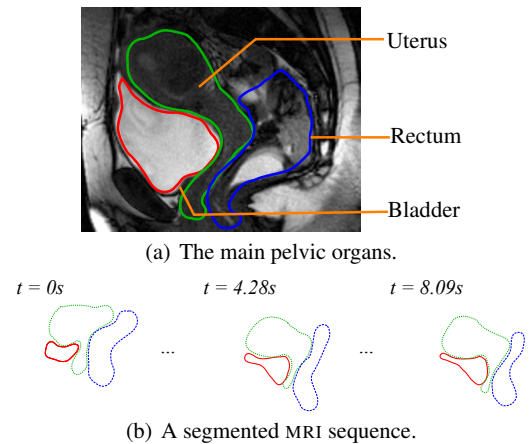 Uterus
Rectum
Bladder
(a) The main pelvic organs.
t = 0s t = 4.28s t = 8.09s
... ...
(b) A segmented MRI sequence.